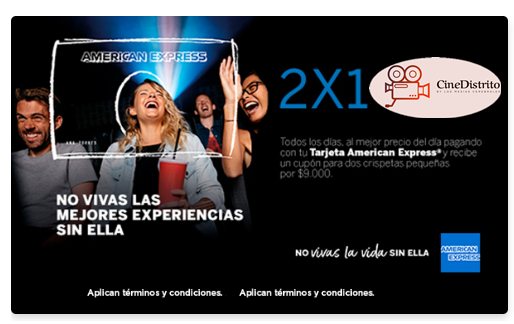 AMERICAN EXPRESS
2X1
CineDistrito
Todos los días, al mejor precio del día pagando
con tu Tarjeta American Express® y recibe
un cupón para dos crispetas pequeñas
por $9.000.
NO VIVAS LAS
MEJORES EXPERIENCIAS
SIN ELLA
NO vivas la vida SIN ELLA
AMERICAN
EXPRESS
Aplican términos y condiciones. Aplican términos y condiciones.